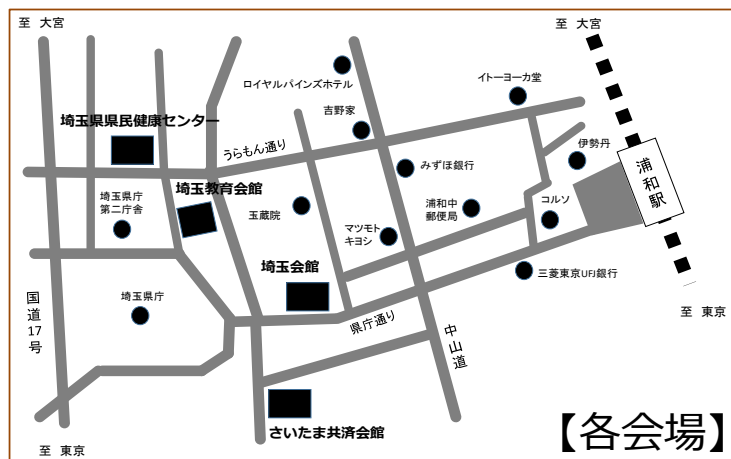 至 大宮
至 大宮
ロイヤルパインズホテル
イトーヨーカ堂
吉野家
埼玉県県民健康センター
うらもん通り
伊勢丹
みずほ銀行
浦和駅
埼玉教育会館
埼玉県庁
第二庁舎
玉蔵院
浦和中
郵便局
コルソ
マツモト
キヨシ
埼玉会館
三菱東京UFJ銀行
国道17号
埼玉県庁
県庁通り
中山道
至 東京
さいたま共済会館
【各会場】
至 東京